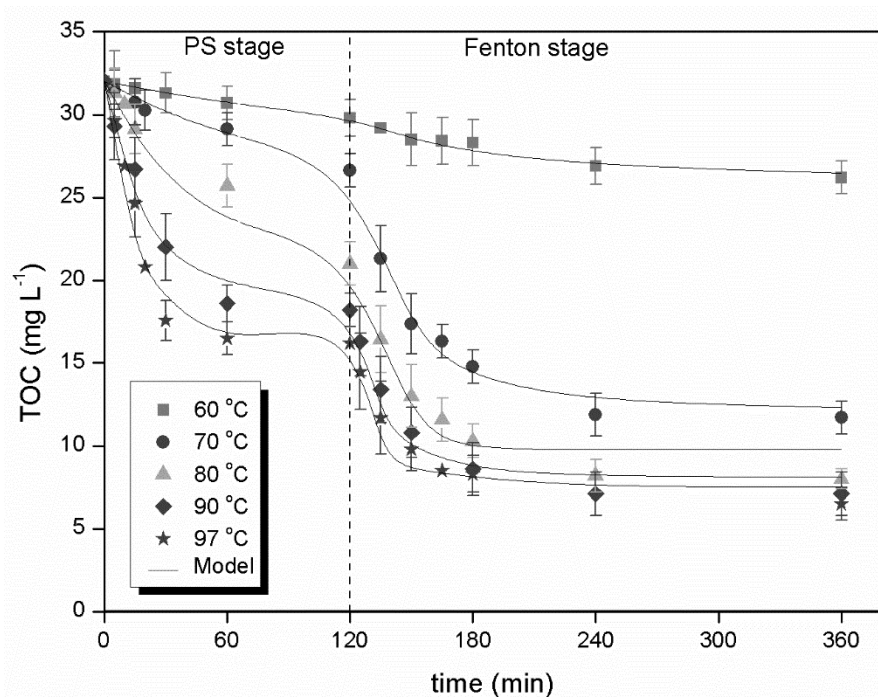 PS stage
Fenton stage
35
30
25
20
15
10
5
0
TOC (mg L⁻¹)
60 °C
70 °C
80 °C
90 °C
97 °C
Model
0
60
120
180
240
300
360
time (min)